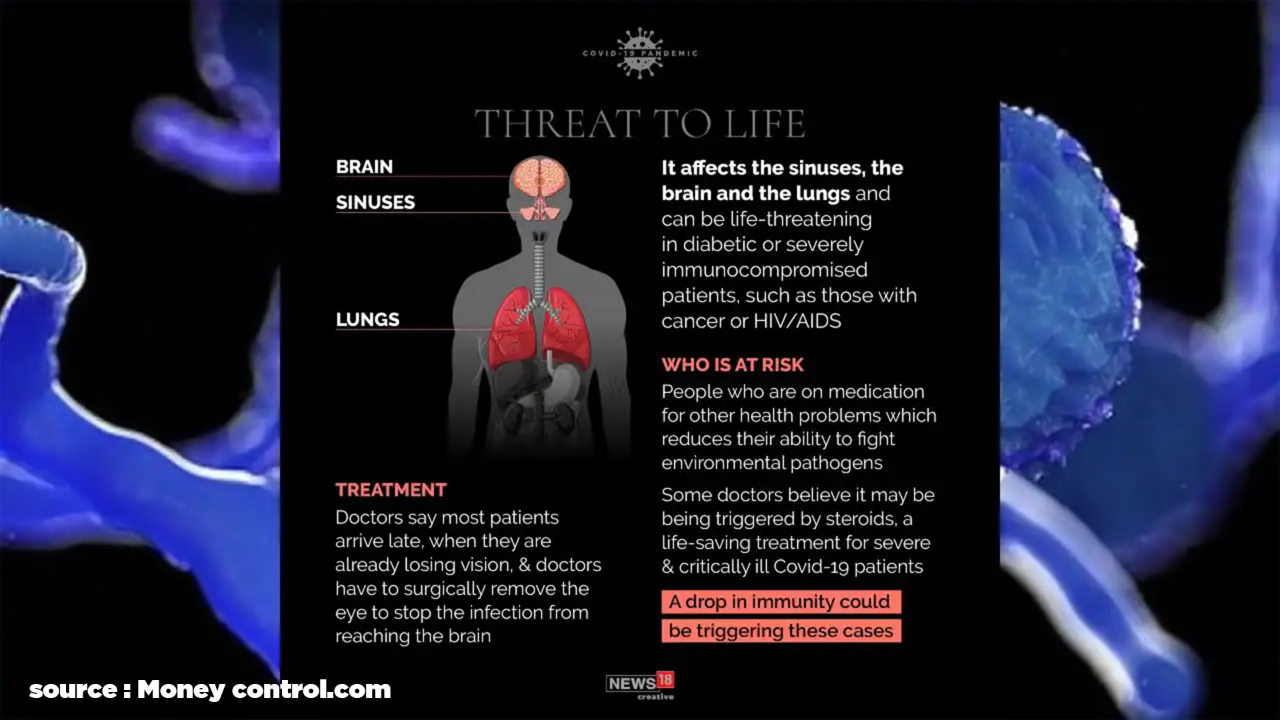 COVID-19 PANDEMIC
THREAT TO LIFE
BRAIN
SINUSES
LUNGS
TREATMENT
Doctors say most patients
arrive late, when they are
already losing vision, & doctors
have to surgically remove the
eye to stop the infection from
reaching the brain
It affects the sinuses, the
brain and the lungs and
can be life-threatening
in diabetic or severely
immunocompromised
patients, such as those with
cancer or HIV/AIDS
WHO IS AT RISK
People who are on medication
for other health problems which
reduces their ability to fight
environmental pathogens
Some doctors believe it may be
being triggered by steroids, a
life-saving treatment for severe
& critically ill Covid-19 patients
A drop in immunity could
be triggering these cases
source : Money control.com
NEWS18
creative